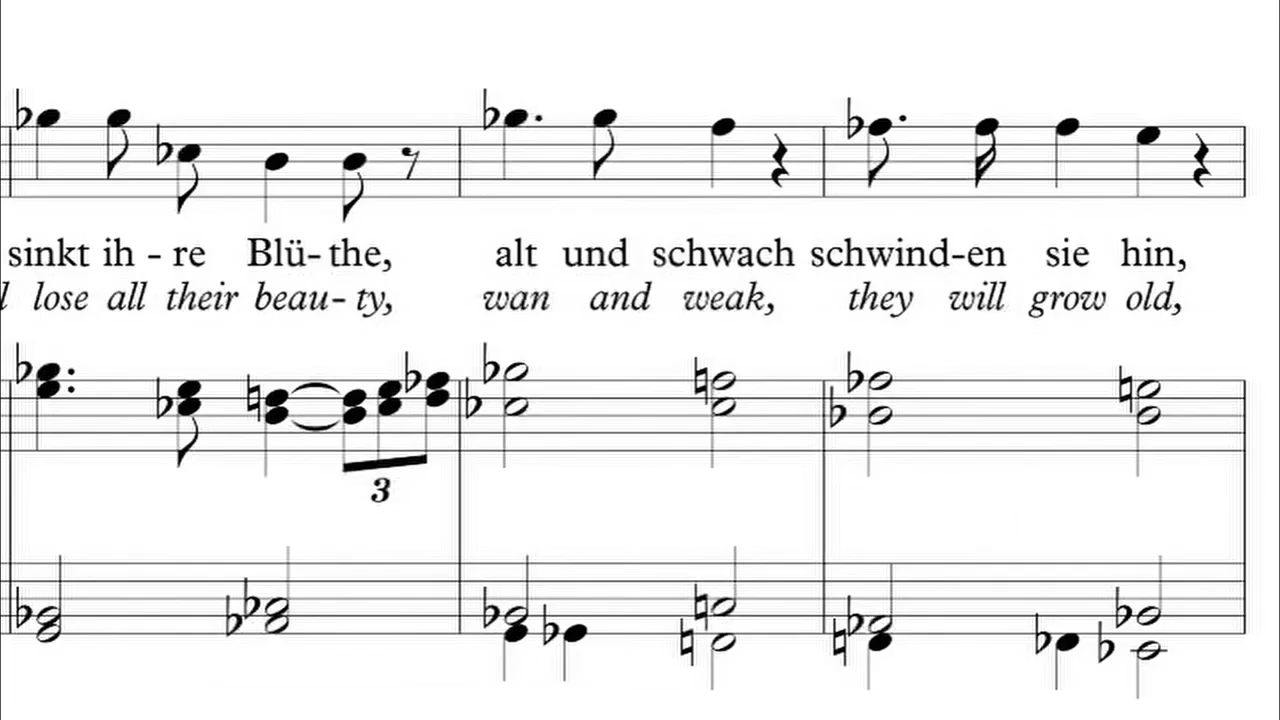 sinkt ih - re Blü- the, alt und schwach schwind-en sie hin,
lose all their beau- ty, wan and weak, they will grow old,
3